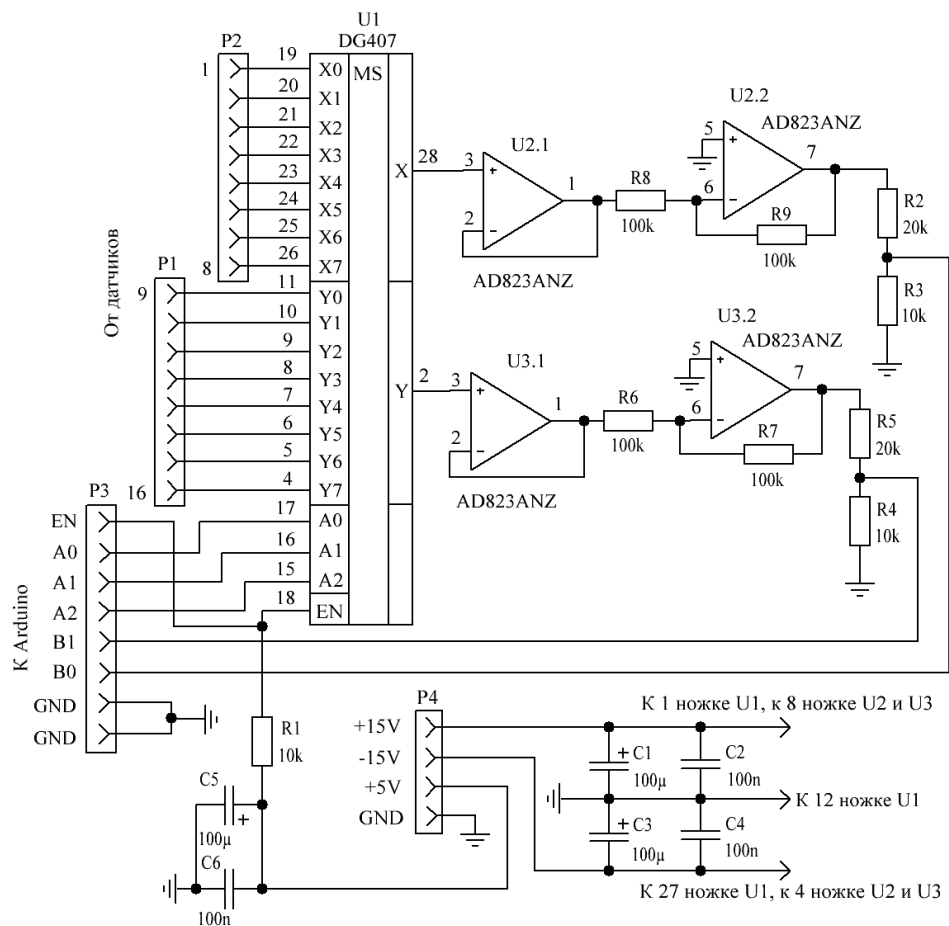 U1
DG407
P2
1
8
19
20
21
22
23
24
25
26
X0
X1
X2
X3
X4
X5
X6
X7
MS
X
28
От датчиков
P1
9
16
11
10
9
8
7
6
5
4
Y0
Y1
Y2
Y3
Y4
Y5
Y6
Y7
Y
2
U2.1
3
2
1
AD823ANZ
R8
100k
U2.2
AD823ANZ
5
6
7
R9
100k
R2
20k
R3
10k
U3.1
3
2
1
AD823ANZ
R6
100k
U3.2
AD823ANZ
5
6
7
R7
100k
R5
20k
R4
10k
К Arduino
P3
EN
A0
A1
A2
B1
B0
GND
GND
17
16
15
18
A0
A1
A2
EN
R1
10k
C5
100μ
+
C6
100n
P4
+15V
-15V
+5V
GND
К 1 ножке U1, к 8 ножке U2 и U3
+ C1
100μ
C2
100n
К 12 ножке U1
+ C3
100μ
C4
100n
К 27 ножке U1, к 4 ножке U2 и U3